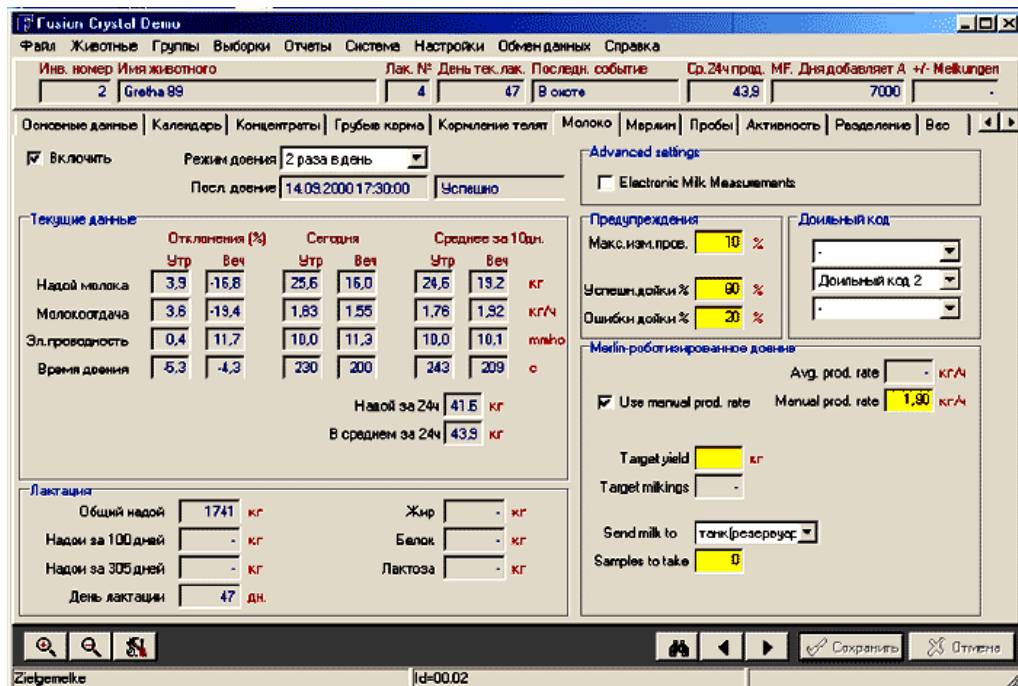 Fusion Crystal Demo
Файл Животные Группы Выборки Отчеты Система Настройки Обмен данных Справка
Инв. номер Имя животного Лак. № День тек.лак. Последн. событие Ср.24ч прод. MF. Дня добавляет А +/- Melkungen
2 Gretha 89 4 47 В охоте 43,9 7000 -
Основные данные Календарь Концентраты Грубые корма Кормление телят Молоко Мерлин Пробы Активность Разделение Вес
Включить Режим доения 2 раза в день
Посл. доение 14.09.2000 17:30:00 Успешно
Advanced settings
Electronic Milk Measurements
Текущие данные
Отклонения (%) Сегодня Среднее за 10дн.
Утр Веч Утр Веч Утр Веч
Надой молока 3,9 -16,8 25,6 16,0 24,6 19,2 кг
Молокоотдача 3,6 -19,4 1,83 1,55 1,76 1,92 кг/ч
Эл.проводность 0,4 11,7 10,0 11,3 10,0 10,1 mmho
Время доения -5,3 -4,3 230 200 243 209 с
Надой за 24ч 41.6 кг
В среднем за 24ч 43,9 кг
Предупреждения
Макс.изм.пров. 10 %
Успешн.дойки % 80 %
Ошибки дойки % 20 %
Доильный код
-
Доильный код 2
-
Merlin-роботизированное доение
Avg. prod. rate - кг/ч
Use manual prod. rate Manual prod. rate 1,90 кг/ч
Target yield кг
Target milkings -
Send milk to танк(резервуар
Samples to take 0
Лактация
Общий надой 1741 кг Жир - кг
Надои за 100 дней - кг Белок - кг
Надои за 305 дней - кг Лактоза - кг
День лактации 47 дн.
Сохранить Отмена
Zielgemelke Id=00.02